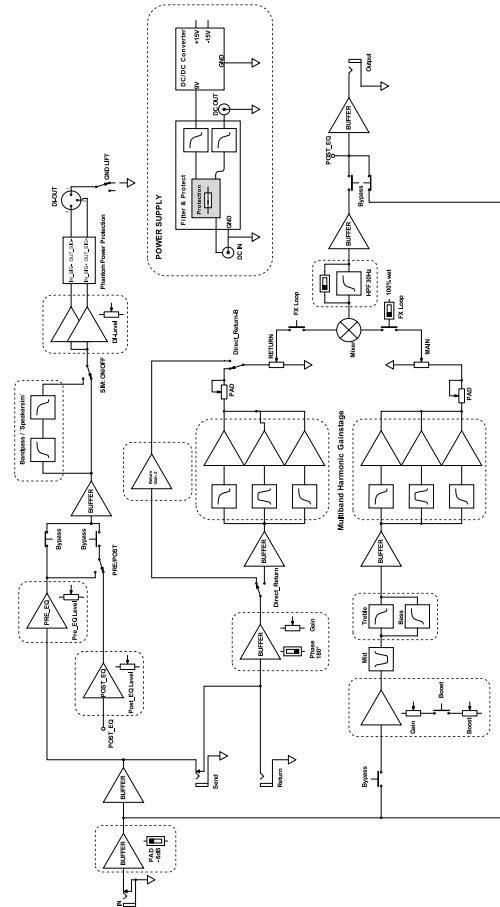 POWER SUPPLY
Filter & Protect
Protection
GND
DC IN
DC OUT
DC/DC Converter
9V
+15V
-15V
GND
IN
BUFFER
PAD
-6dB
BUFFER
POST_EQ
POST_EQ
Post_EQ Level
PRE_EQ
Pre_EQ Level
Bypass
Bypass
PRE/POST
BUFFER
Bandpass / 'Speakersim'
SIM: ON/OFF
DI-Level
Phantom Power Protection
DI-OUT
GND LIFT
Send
Return
BUFFER
Phase
180°
Gain
Direct_Return
Return
Gain 2
BUFFER
PAD
Direct_Return-B
RETURN
FX Loop
Mixer
HPF 30Hz
BUFFER
Bypass
POST_EQ
BUFFER
Output
Bypass
Gain
Boost
Boost
Mid
Treble
Bass
BUFFER
Multiband Harmonic Gainstage
PAD
MAIN
FX Loop
100% wet